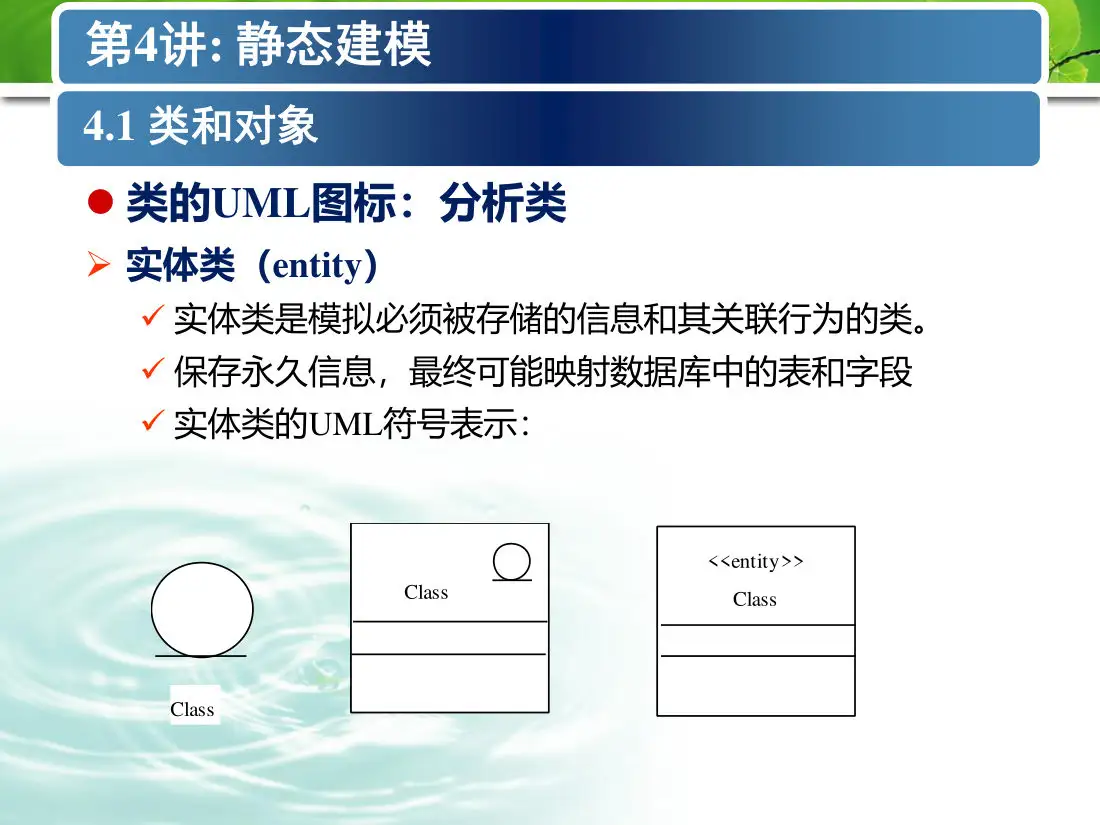 第4讲: 静态建模
4.1 类和对象
类的UML图标：分析类
实体类（entity）
实体类是模拟必须被存储的信息和其关联行为的类。
保存永久信息，最终可能映射数据库中的表和字段
实体类的UML符号表示：
Class
Class
<<entity>>
Class